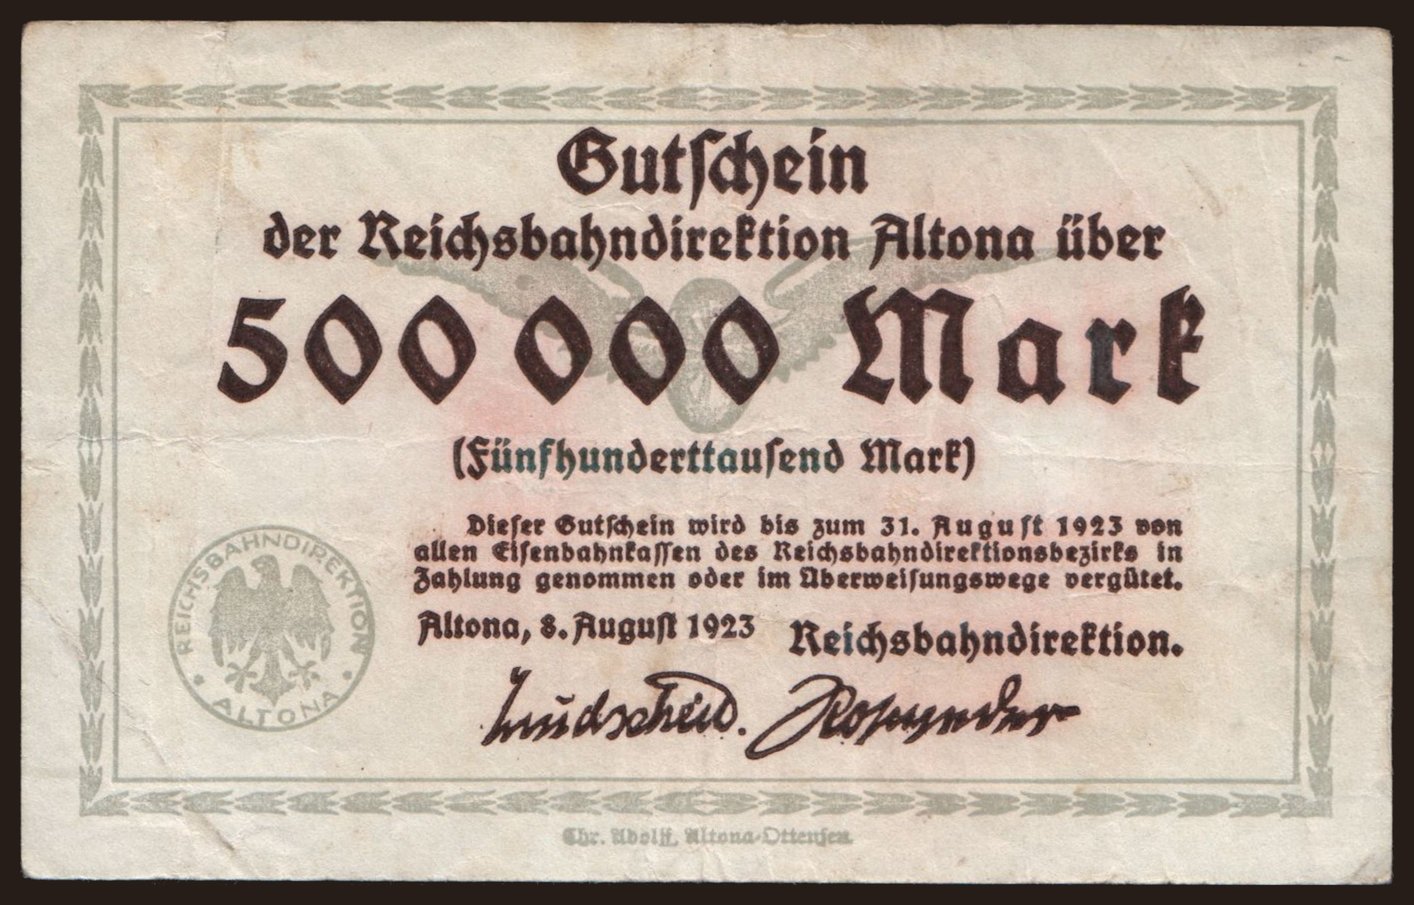 Gutschein
der Reichsbahndirektion Altona über
500 000 Mark
(Fünfhunderttausend Mark)
Dieser Gutschein wird bis zum 31. August 1923 von
allen Eisenbahnkassen des Reichsbahndirektionsbezirks in
Zahlung genommen oder im Überweisungswege vergütet.
Altona, 8. August 1923
Reichsbahndirektion.
REICHSBAHNDIREKTION
• ALTONA •
Chr. Adolff, Altona-Ottensen.